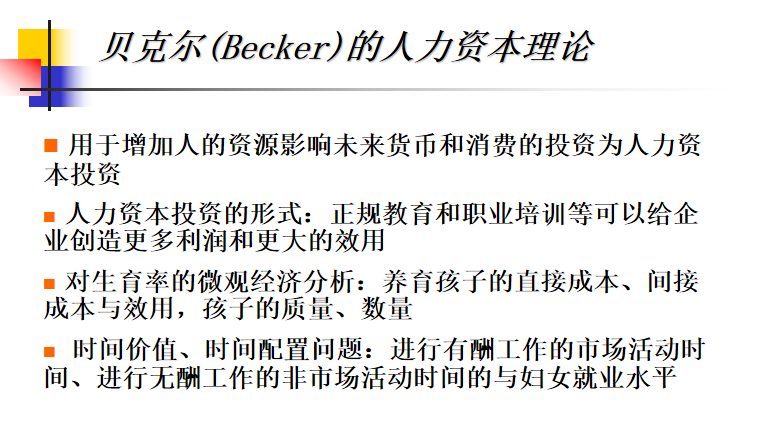 贝克尔(Becker)的人力资本理论
用于增加人的资源影响未来货币和消费的投资为人力资
本投资
人力资本投资的形式：正规教育和职业培训等可以给企
业创造更多利润和更大的效用
对生育率的微观经济分析：养育孩子的直接成本、间接
成本与效用，孩子的质量、数量
时间价值、时间配置问题：进行有酬工作的市场活动时
间、进行无酬工作的非市场活动时间的与妇女就业水平